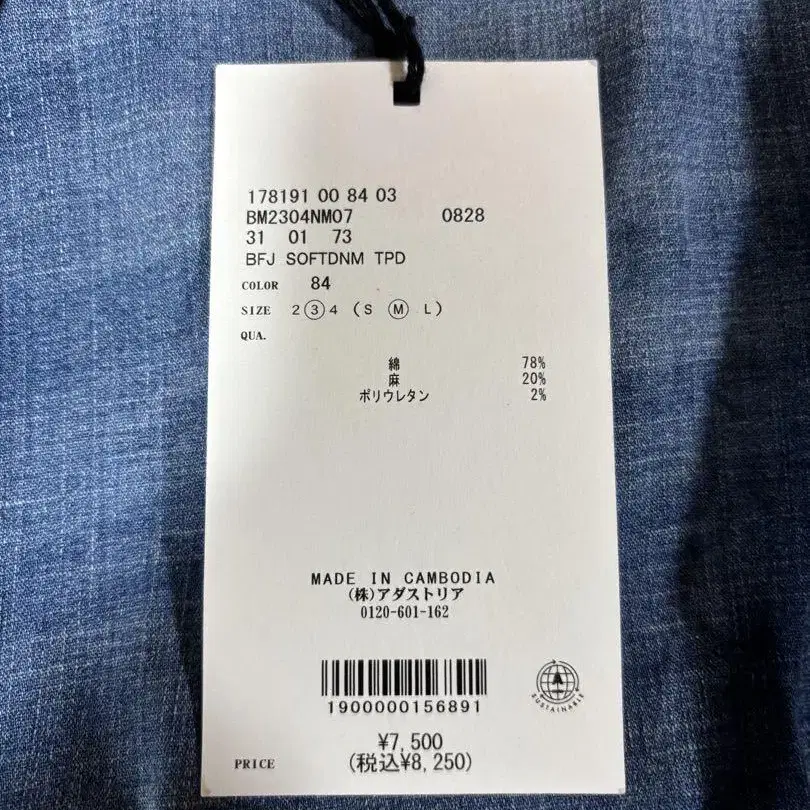 178191 00 84 03
BM2304NM07 0828
31 01 73
BFJ SOFTDNM TPD
COLOR 84
SIZE 2 3 4 (S M L)
QUA.
綿 78%
麻 20%
ポリウレタン 2%
MADE IN CAMBODIA
(株)アダストリア
0120-601-162
1900000156891
SUSTAINABLE
¥7,500
PRICE (税込¥8,250)